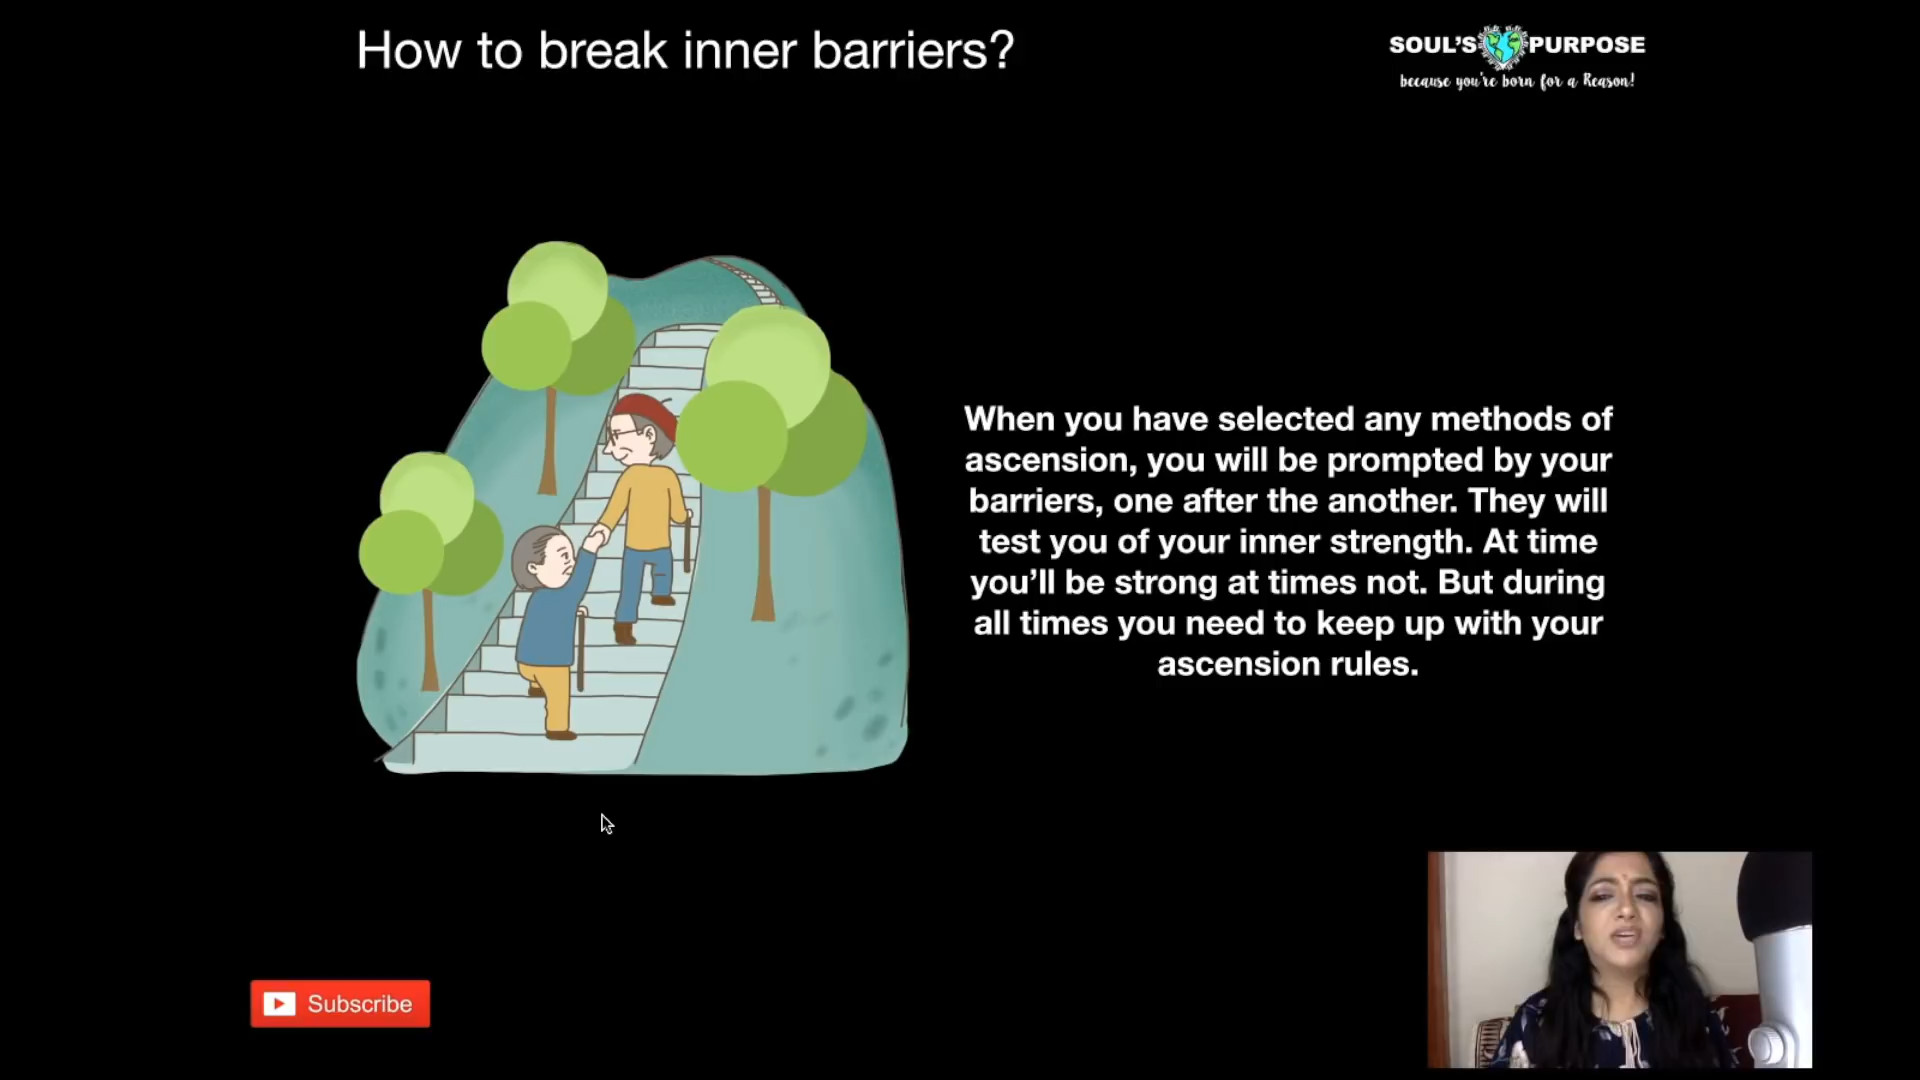 How to break inner barriers?
SOUL'S PURPOSE
because you're born for a Reason!
When you have selected any methods of
ascension, you will be prompted by your
barriers, one after the another. They will
test you of your inner strength. At time
you'll be strong at times not. But during
all times you need to keep up with your
ascension rules.
Subscribe